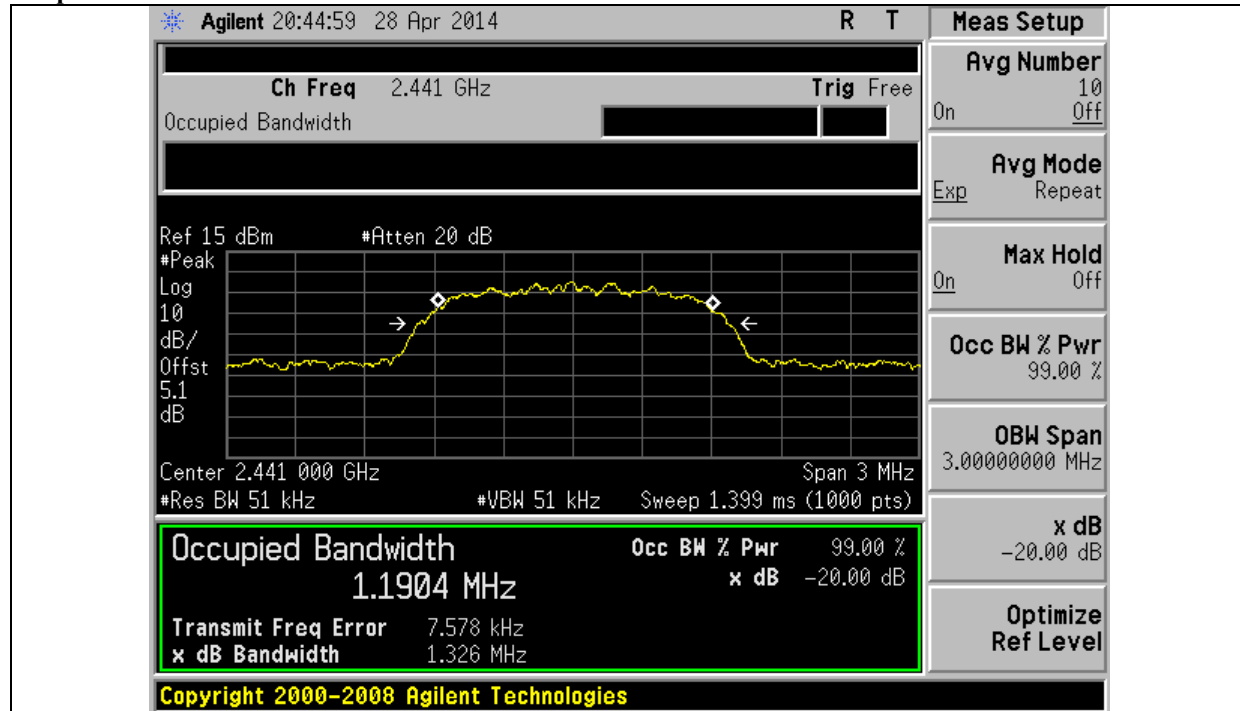 Agilent 20:44:59 28 Apr 2014 R T
Ch Freq 2.441 GHz Trig Free
Occupied Bandwidth
Ref 15 dBm #Atten 20 dB
#Peak
Log
10
dB/
Offst
5.1
dB
Center 2.441 000 GHz Span 3 MHz
#Res BW 51 kHz #VBW 51 kHz Sweep 1.399 ms (1000 pts)
Occupied Bandwidth Occ BW % Pwr 99.00 %
1.1904 MHz x dB -20.00 dB
Transmit Freq Error 7.578 kHz
x dB Bandwidth 1.326 MHz
Copyright 2000-2008 Agilent Technologies
Meas Setup
Avg Number
10
On Off
Avg Mode
Exp Repeat
Max Hold
On Off
Occ BW % Pwr
99.00 %
OBW Span
3.00000000 MHz
x dB
-20.00 dB
Optimize
Ref Level